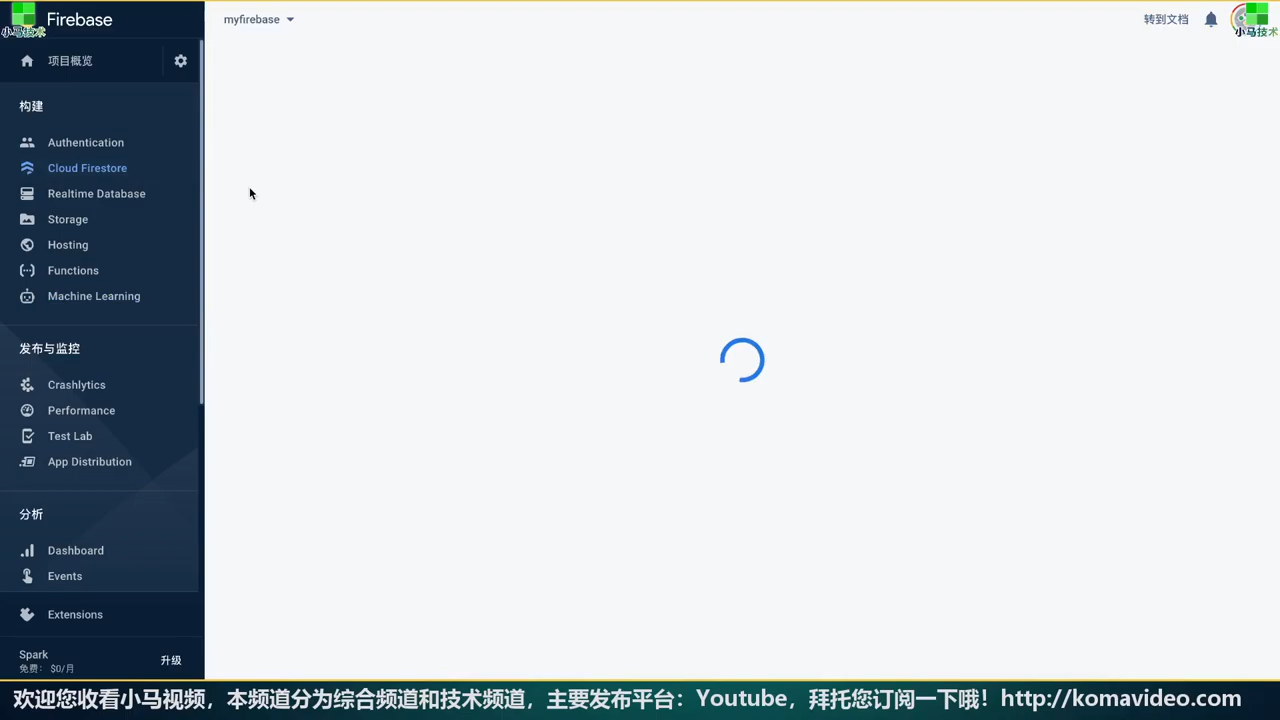 Firebase
小马技术
myfirebase
转到文档
小马技术
项目概览
构建
Authentication
Cloud Firestore
Realtime Database
Storage
Hosting
Functions
Machine Learning
发布与监控
Crashlytics
Performance
Test Lab
App Distribution
分析
Dashboard
Events
Extensions
Spark
免费： $0/月
升级
欢迎您收看小马视频，本频道分为综合频道和技术频道，主要发布平台：Youtube，拜托您订阅一下哦！http://komavideo.com